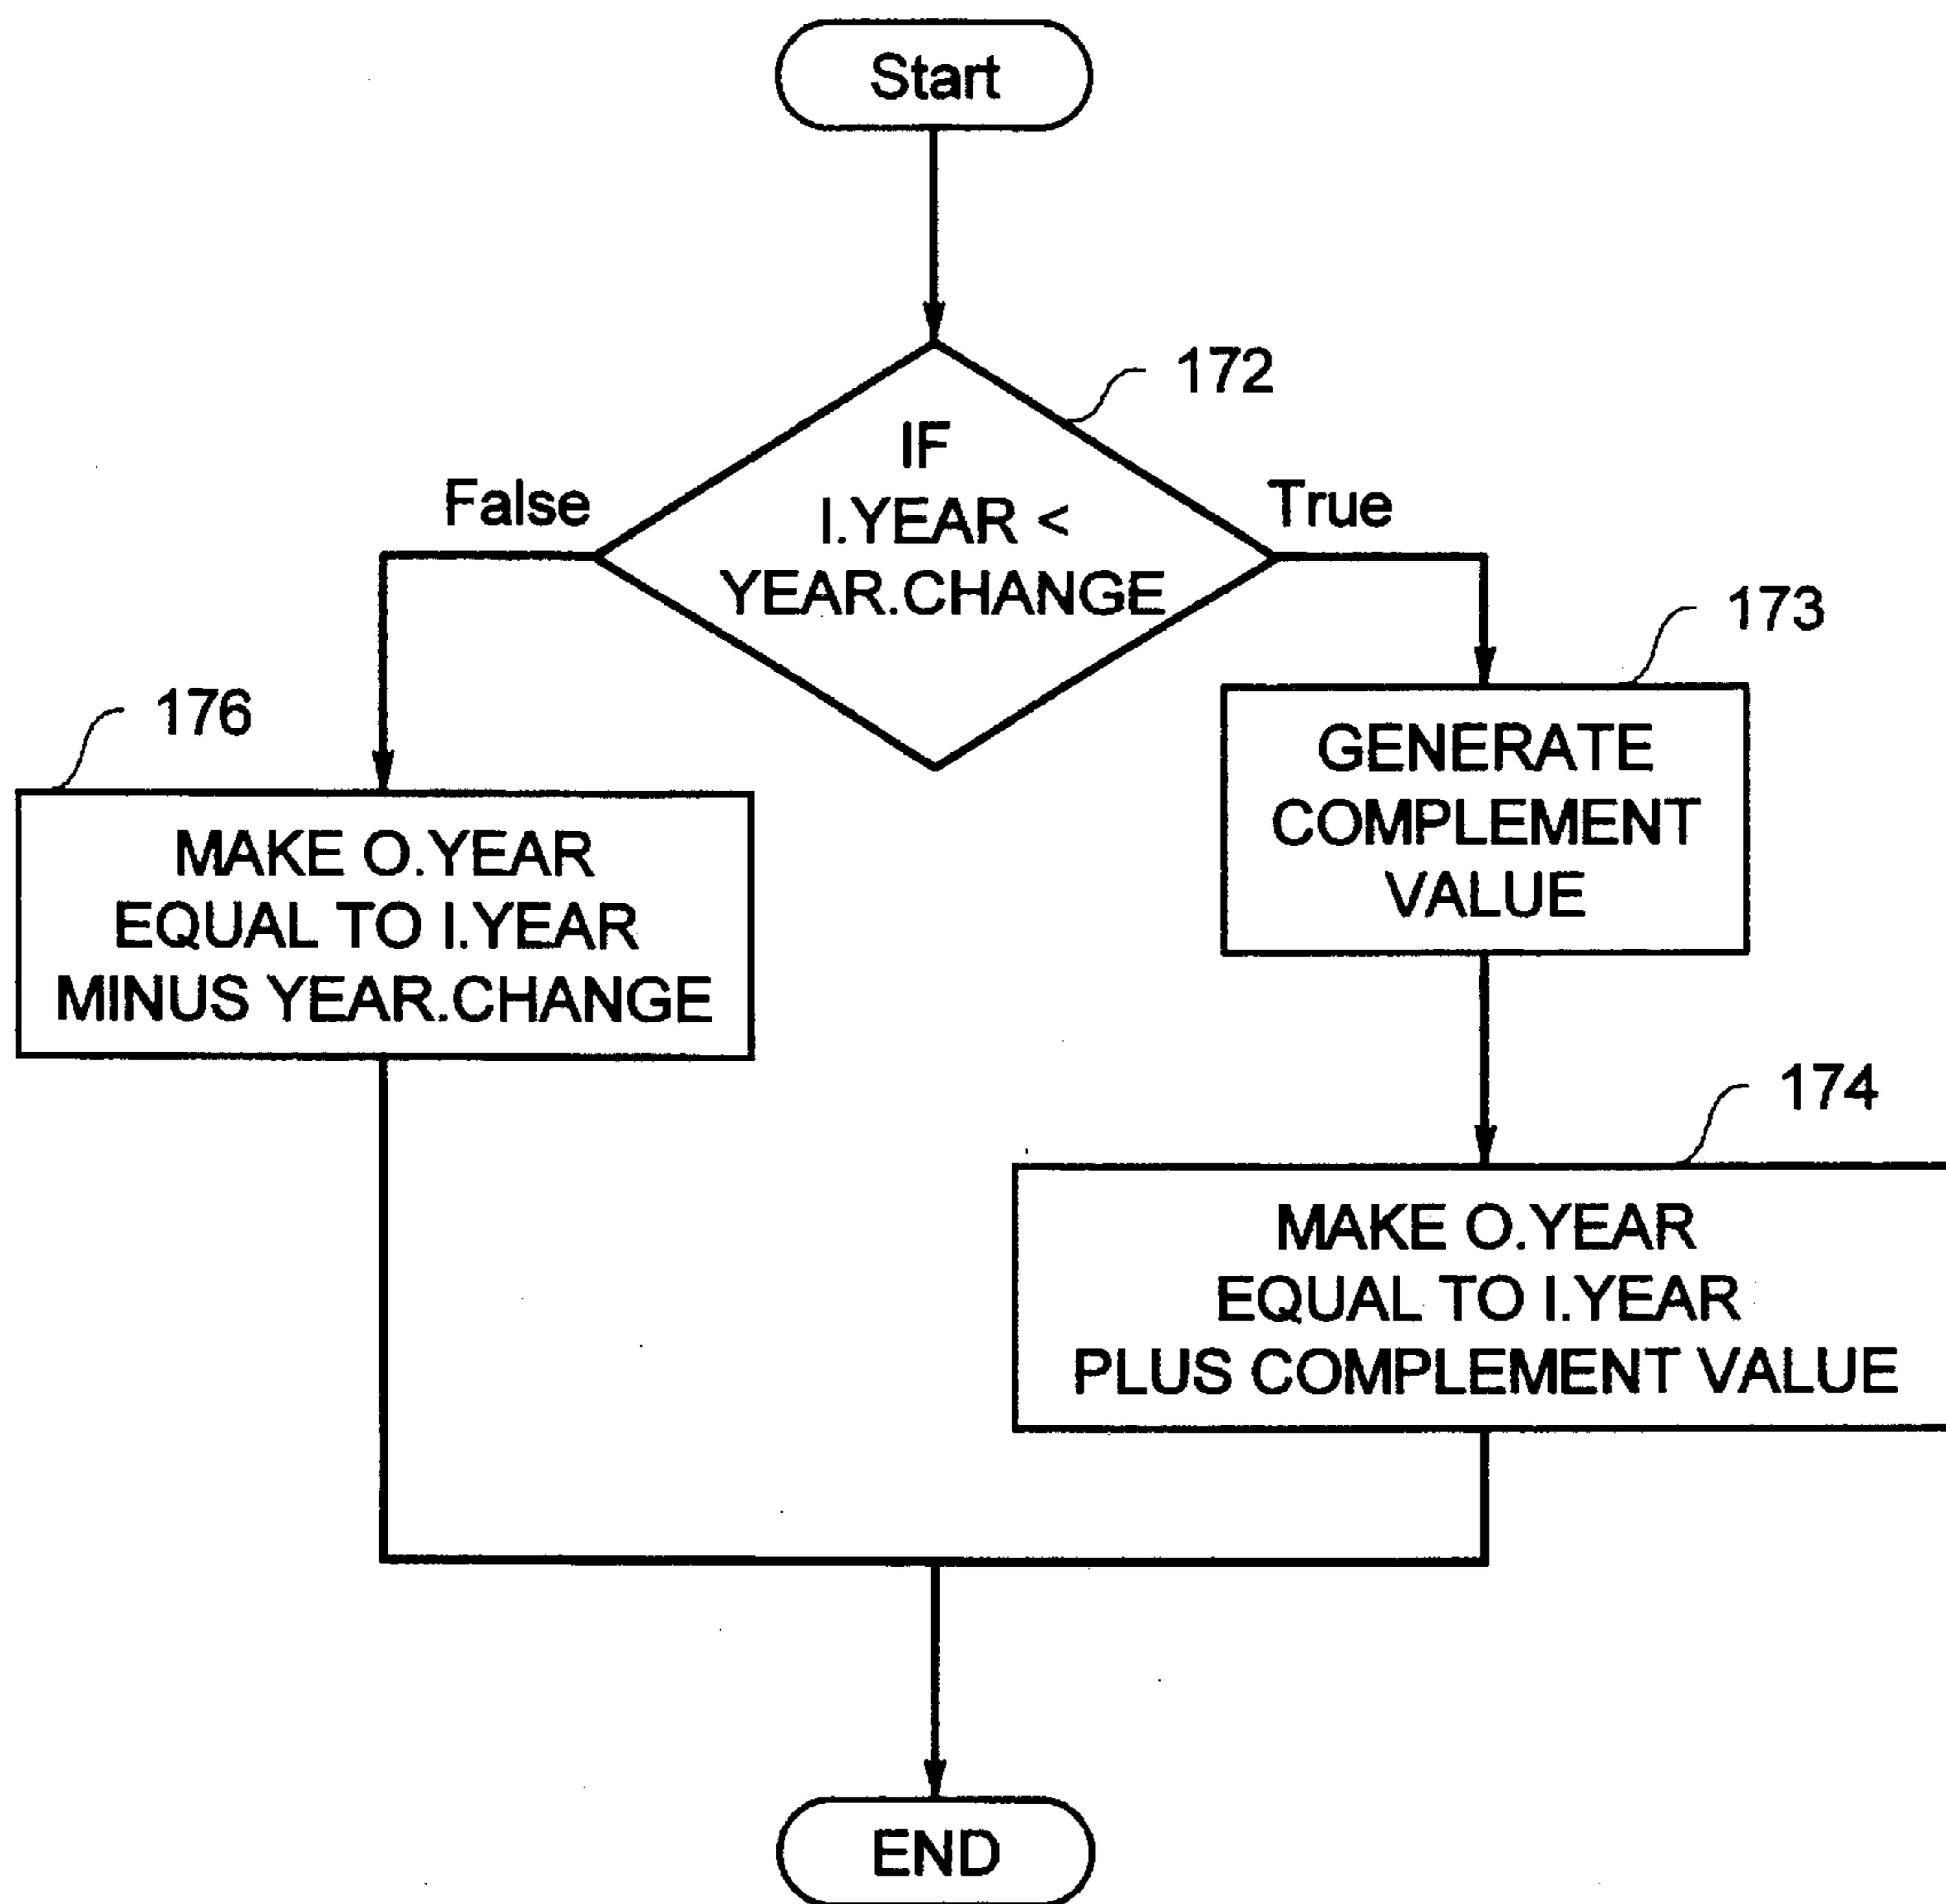 Start
172
IF
I.YEAR <
YEAR.CHANGE
False
True
173
GENERATE
COMPLEMENT
VALUE
176
MAKE O.YEAR
EQUAL TO I.YEAR
MINUS YEAR.CHANGE
174
MAKE O.YEAR
EQUAL TO I.YEAR
PLUS COMPLEMENT VALUE
END